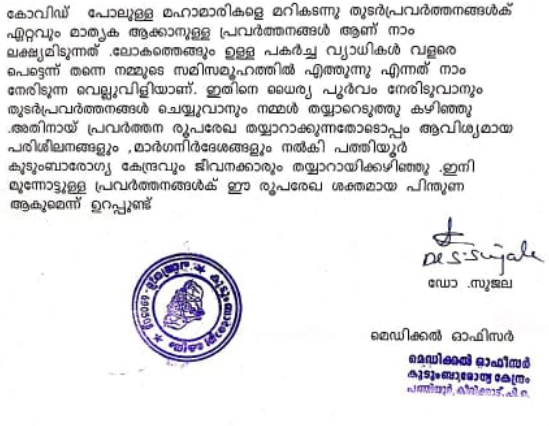 കോവിഡ് പോലുള്ള മഹാമാരികളെ മറികടന്നു തുടർപ്രവർത്തനങ്ങൾക്
ഏറ്റവും മാതൃക ആക്കാനുള്ള പ്രവർത്തനങ്ങൾ ആണ് നാം
ലക്ഷ്യമിടുന്നത് .ലോകത്തെങ്ങും ഉള്ള പകർച്ച വ്യാധികൾ വളരെ
പെട്ടെന്ന് തന്നെ നമ്മുടെ സമിസമൂഹത്തിൽ എത്തുന്നു എന്നത് നാം
നേരിടുന്ന വെല്ലുവിളിയാണ്. ഇതിനെ ധൈര്യ പൂർവം നേരിടുവാനും
തുടർപ്രവർത്തനങ്ങൾ ചെയ്യുവാനും നമ്മൾ തയ്യാറെടുത്തു കഴിഞ്ഞു
.അതിനായ് പ്രവർത്തന രൂപരേഖ തയ്യാറാക്കുന്നതോടൊപ്പം ആവിശ്യമായ
പരിശീലനങ്ങളും ,മാർഗനിർദേശങ്ങളും നൽകി പത്തിയൂർ
കുടുംബാരോഗ്യ കേന്ദ്രവും ജീവനക്കാരും തയ്യാറായിക്കഴിഞ്ഞു .ഇനി
മുന്നോട്ടുള്ള പ്രവർത്തനങ്ങൾക് ഈ രൂപരേഖ ശക്തമായ പിന്തുണ
ആകുമെന്ന് ഉറപ്പുണ്ട്
Dr S. Sujala
ഡോ .സുജല
മെഡിക്കൽ ഓഫിസർ
മെഡിക്കൽ ഓഫീസർ
കുടുംബാരോഗ്യ കേന്ദ്രം
പത്തിയൂർ, കീരിക്കാട്. പി.ഒ.